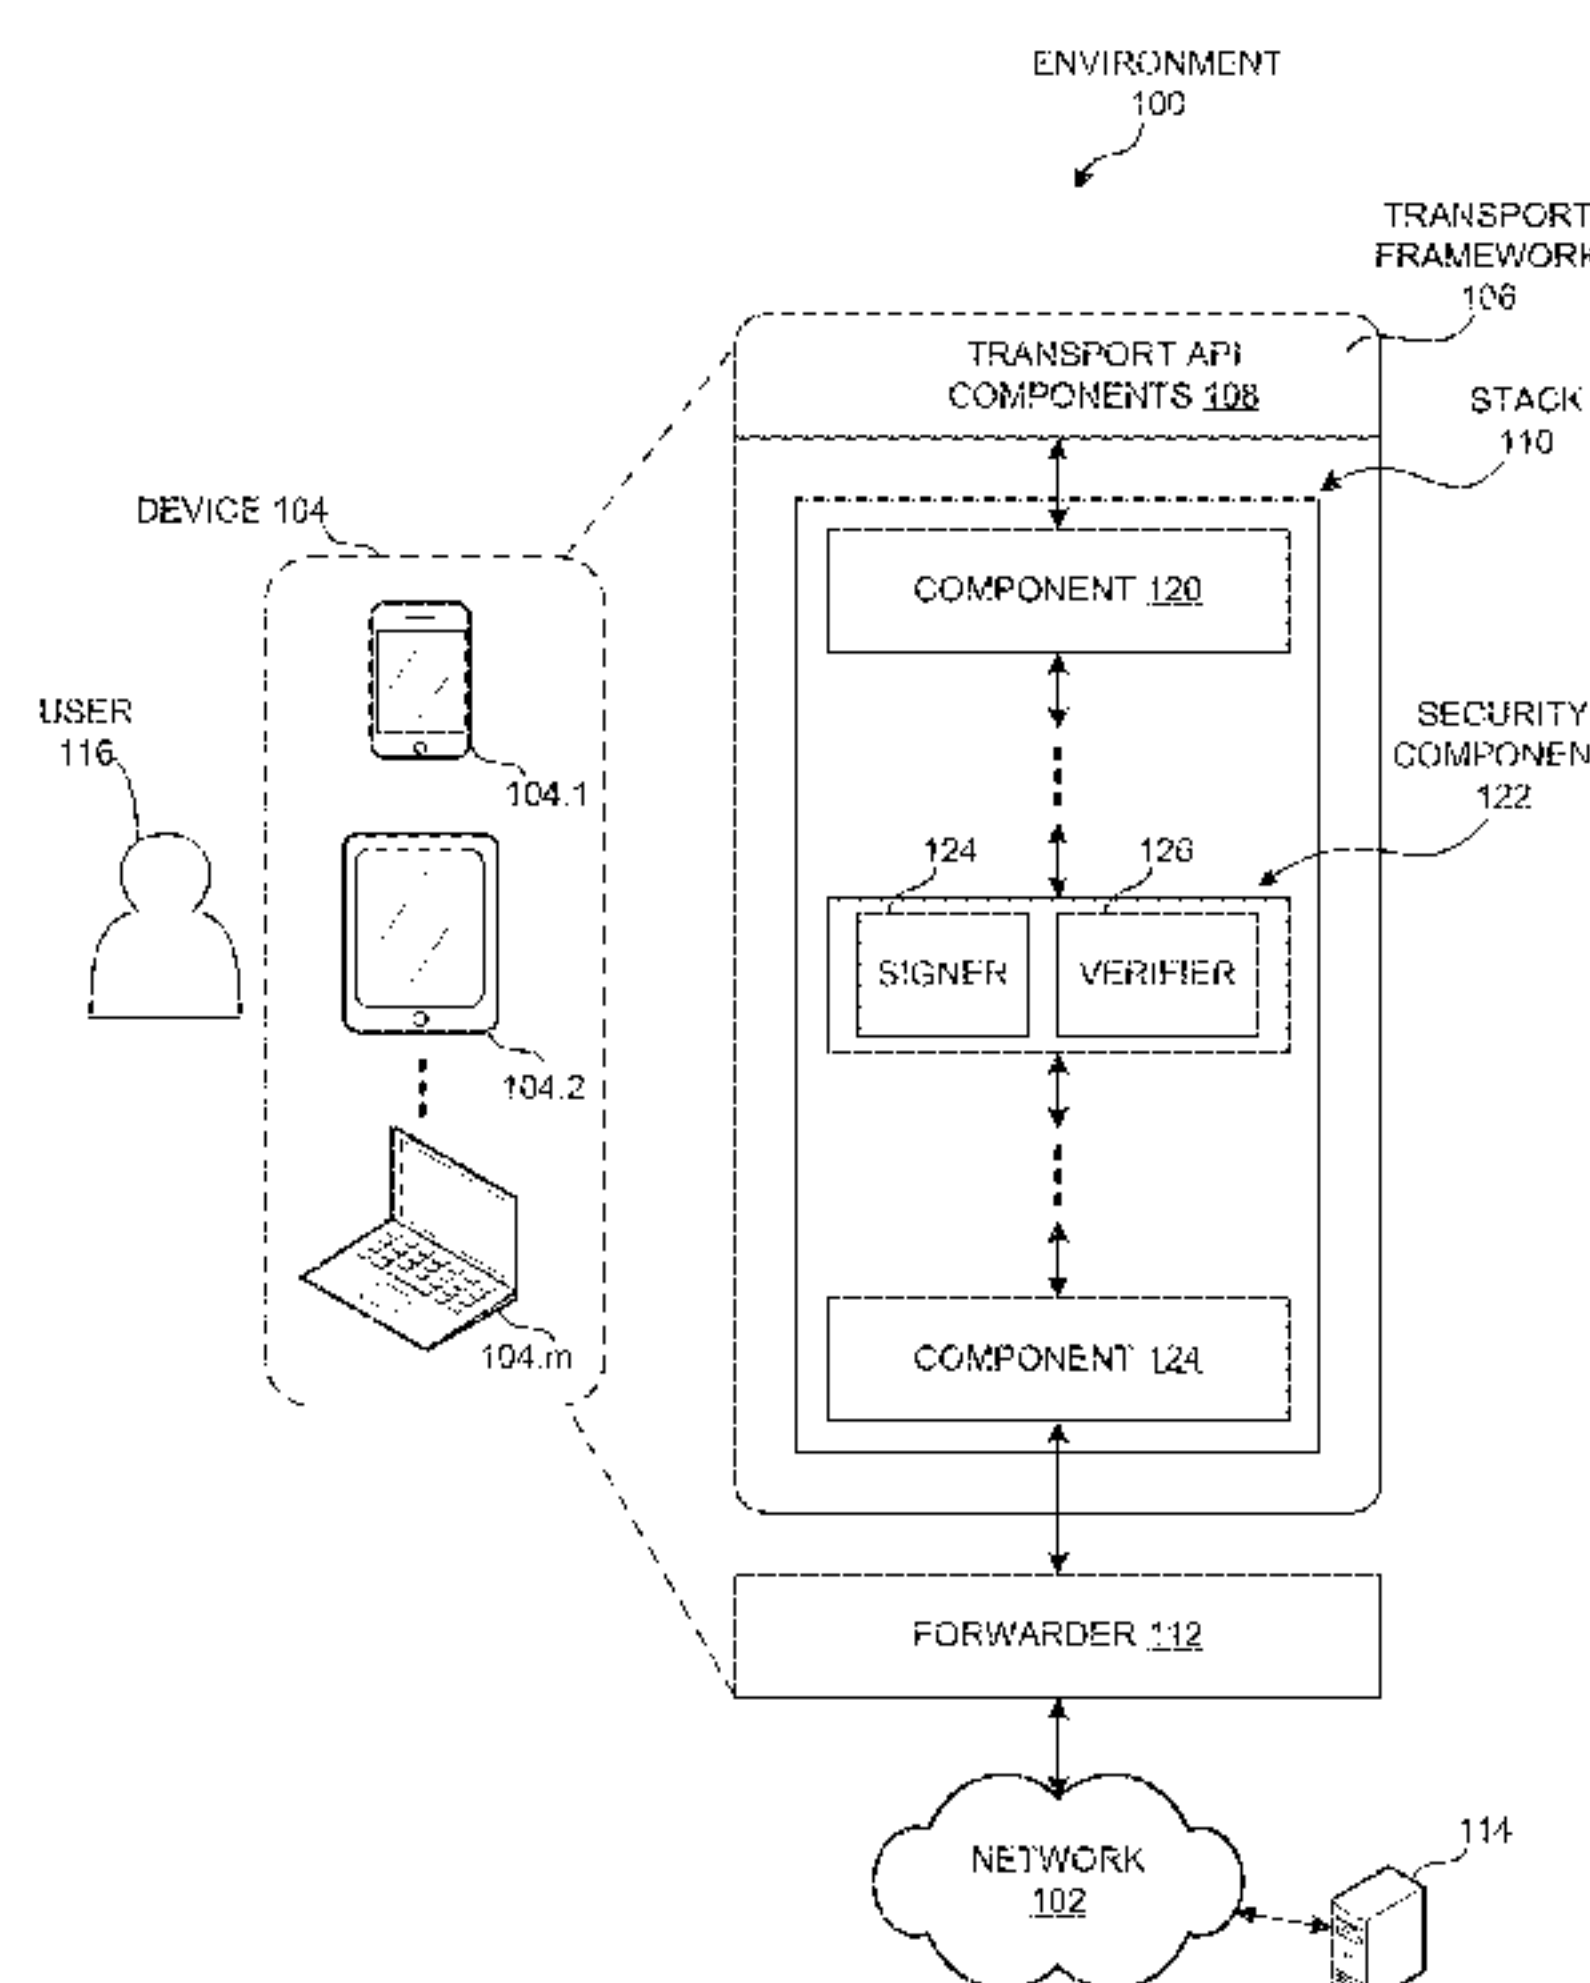 ENVIRONMENT
100
TRANSPORT
FRAMEWORK
106
TRANSPORT API
COMPONENTS 108
STACK
110
DEVICE 104
COMPONENT 120
USER
116
104.1
SECURITY
COMPONEN
122
124
126
SIGNER
VERIFIER
104.2
104.m
COMPONENT 124
FORWARDER 112
NETWORK
102
114